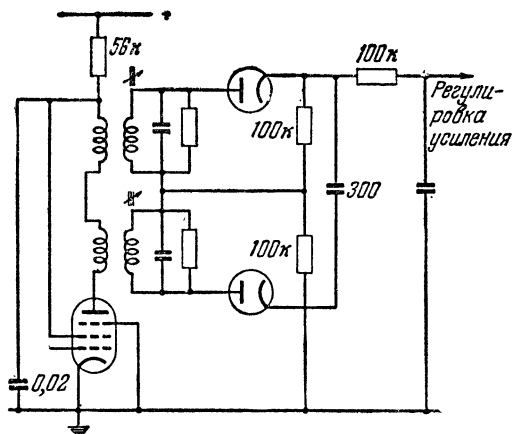 +
56к
100к
Регули-
ровка
усиления
100к
300
100к
0,02